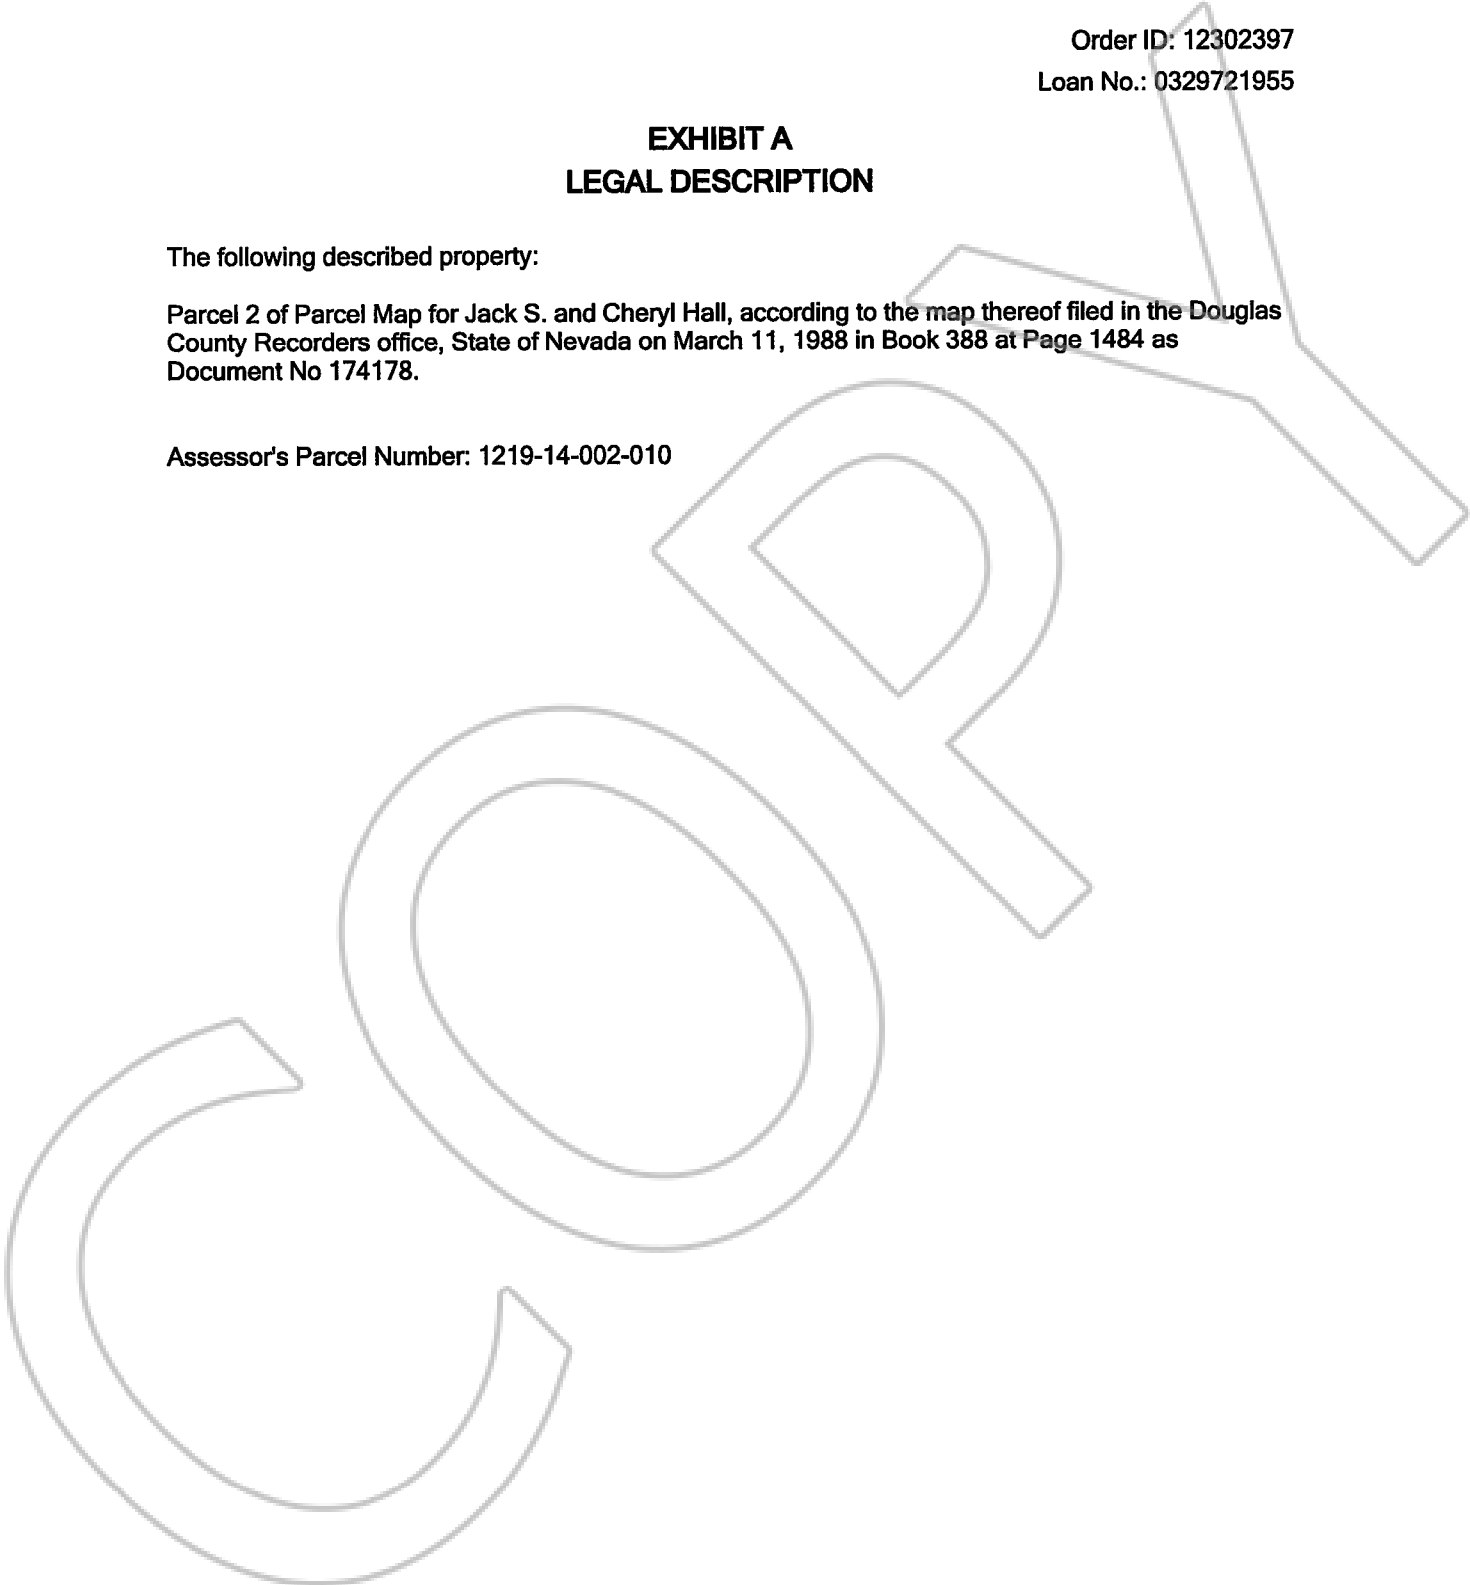 Order ID: 12302397
Loan No.: 0329721955
EXHIBIT A
LEGAL DESCRIPTION
The following described property:
Parcel 2 of Parcel Map for Jack S. and Cheryl Hall, according to the map thereof filed in the Douglas
County Recorders office, State of Nevada on March 11, 1988 in Book 388 at Page 1484 as
Document No 174178.
Assessor's Parcel Number: 1219-14-002-010
COPY